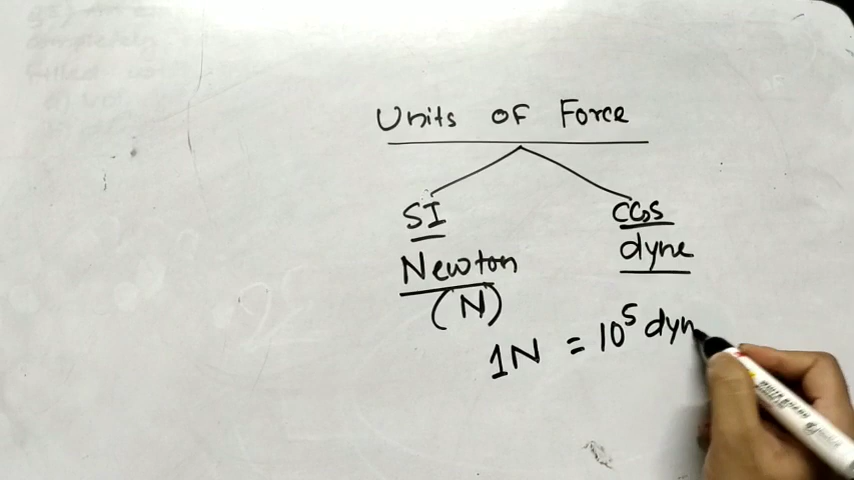 Units of Force
SI
CGS
Newton
dyne
(N)
1N = 10⁵ dyn